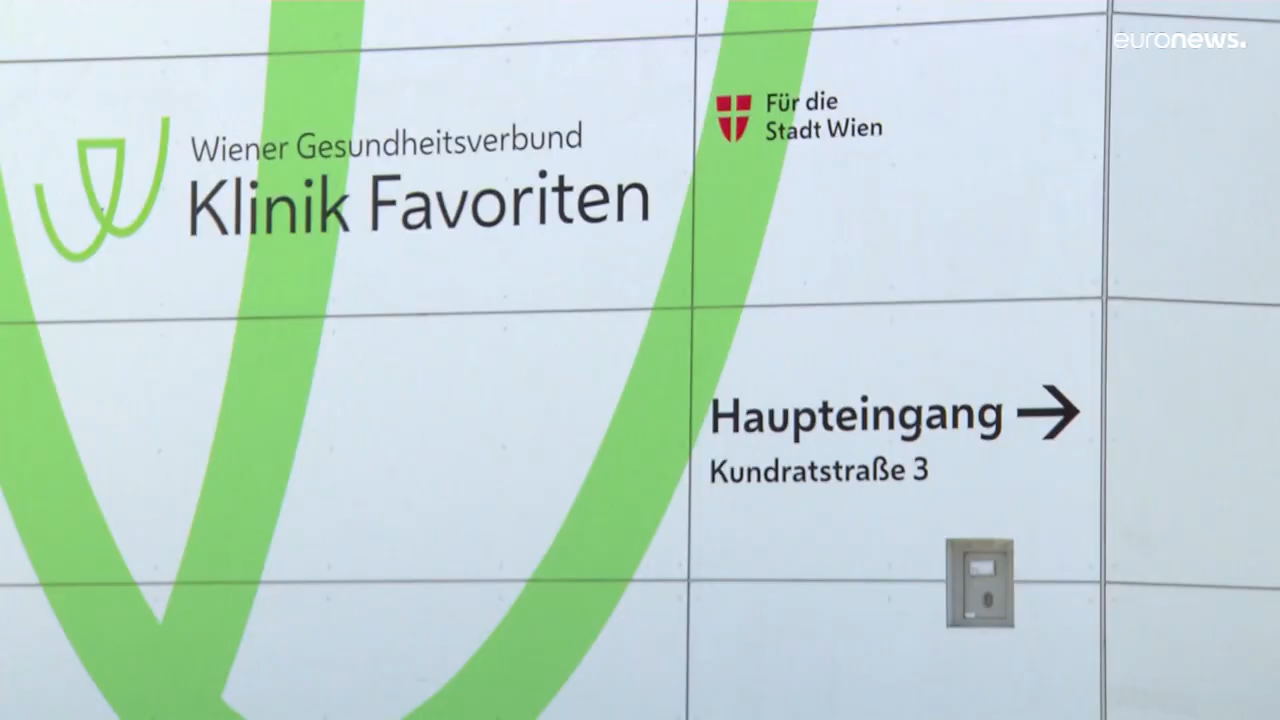 euronews.
Wiener Gesundheitsverbund
Klinik Favoriten
Für die
Stadt Wien
Haupteingang
Kundratstraße 3